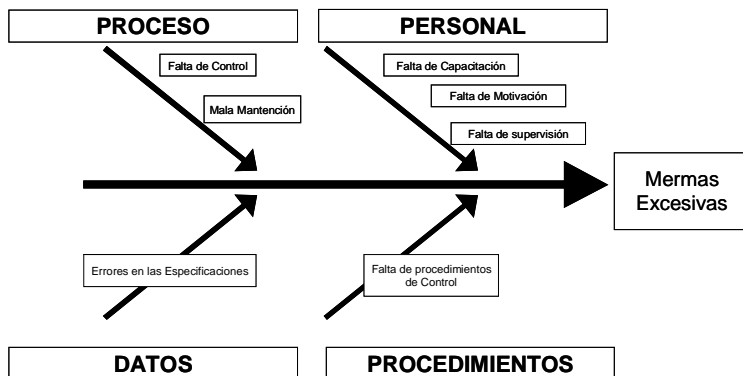 PROCESO
PERSONAL
Falta de Control
Mala Mantención
Falta de Capacitación
Falta de Motivación
Falta de supervisión
Mermas
Excesivas
Errores en las Especificaciones
Falta de procedimientos
de Control
DATOS
PROCEDIMIENTOS